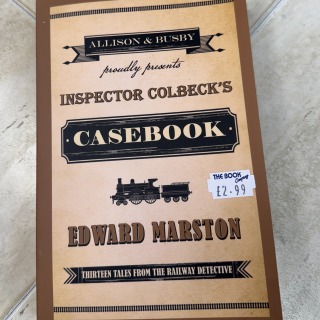 ALLISON & BUSBY
proudly presents
INSPECTOR COLBECK'S
CASEBOOK
THE BOOK
£2.99
EDWARD MARSTON
THIRTEEN TALES FROM THE RAILWAY DETECTIVE